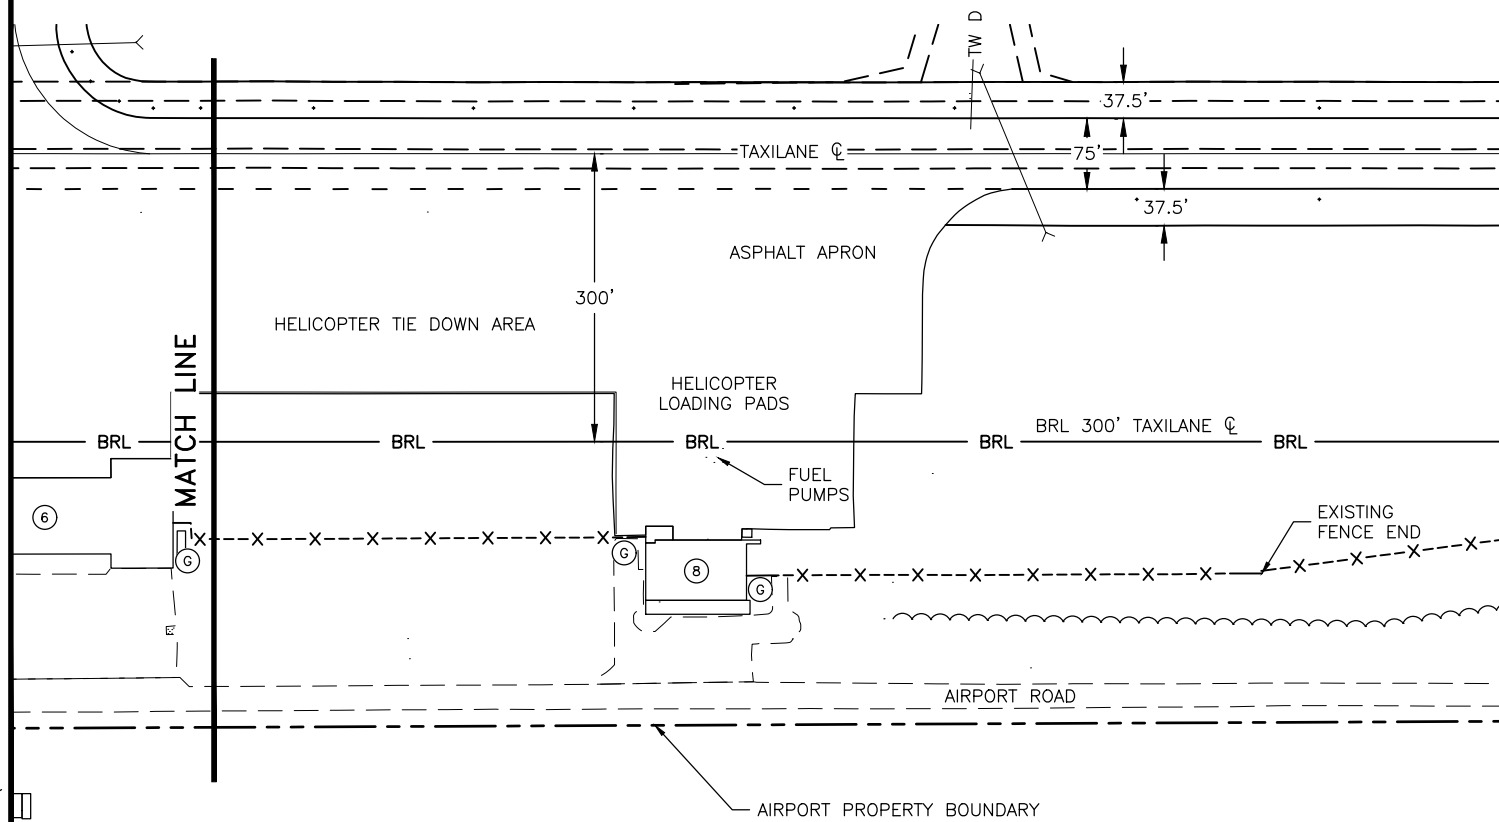 TW D
37.5'
TAXILANE ℄
75'
37.5'
ASPHALT APRON
300'
HELICOPTER TIE DOWN AREA
MATCH LINE
HELICOPTER
LOADING PADS
BRL 300' TAXILANE ℄
BRL
BRL
BRL
BRL
BRL
FUEL
PUMPS
6
EXISTING
FENCE END
G
G
8
G
AIRPORT ROAD
AIRPORT PROPERTY BOUNDARY